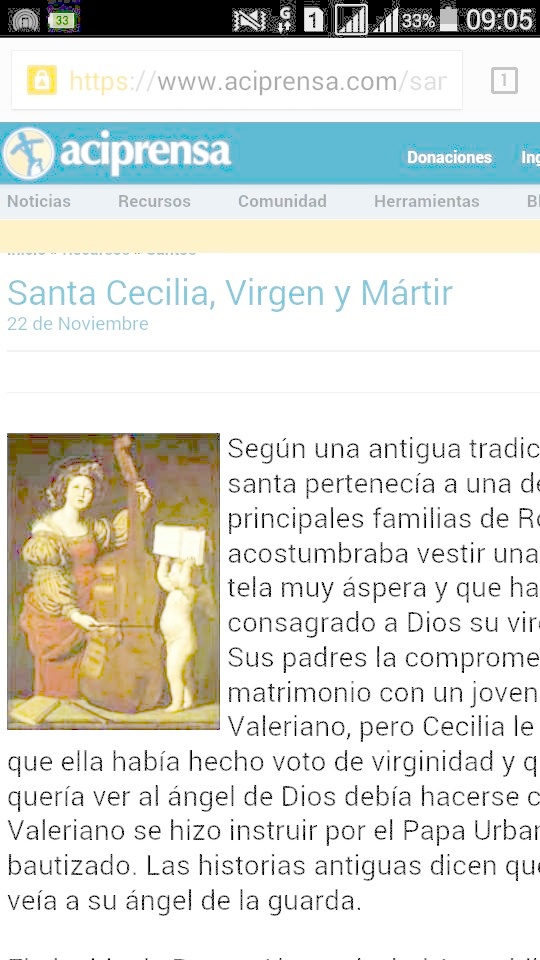 33
G
1
33%
09:05
https://www.aciprensa.com/sar
1
aciprensa
Donaciones
Ing
Noticias Recursos Comunidad Herramientas Bl
Inicio » Recursos » Santos
Santa Cecilia, Virgen y Mártir
22 de Noviembre
Según una antigua tradic
santa pertenecía a una de
principales familias de Ro
acostumbraba vestir una
tela muy áspera y que ha
consagrado a Dios su virg
Sus padres la comprome
matrimonio con un joven
Valeriano, pero Cecilia le
que ella había hecho voto de virginidad y q
quería ver al ángel de Dios debía hacerse c
Valeriano se hizo instruir por el Papa Urban
bautizado. Las historias antiguas dicen que
veía a su ángel de la guarda.